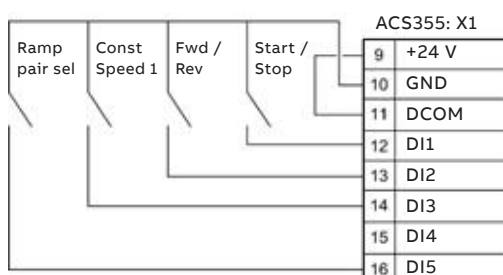 ACS355: X1
Ramp pair sel
Const Speed 1
Fwd / Rev
Start / Stop
9 +24 V
10 GND
11 DCOM
12 DI1
13 DI2
14 DI3
15 DI4
16 DI5